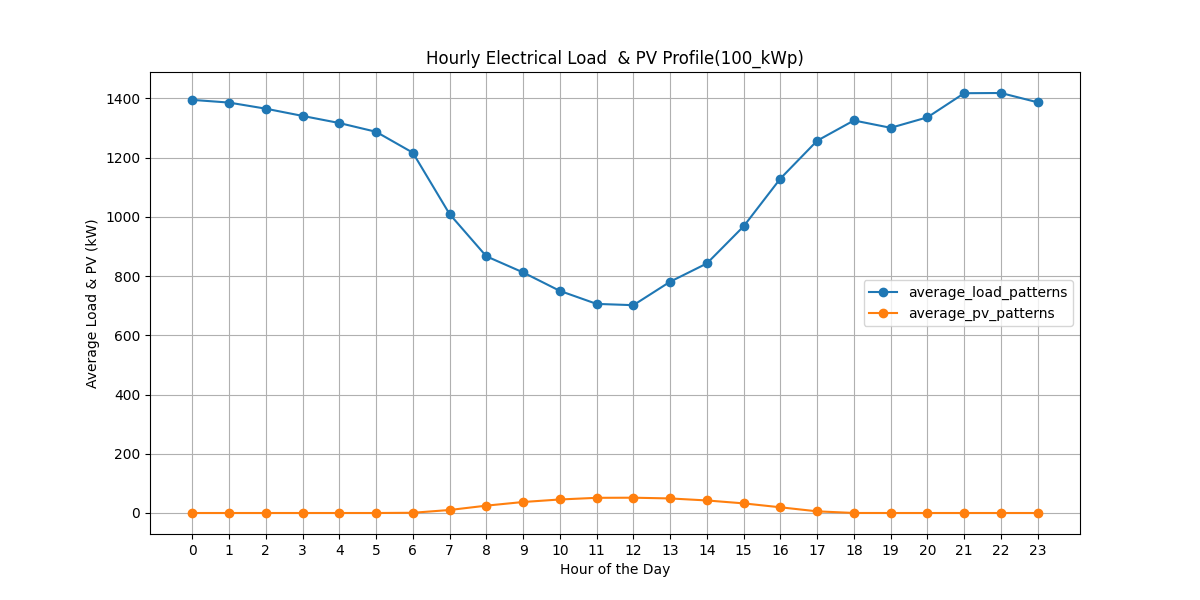 Hourly Electrical Load  & PV Profile(100_kWp)
Average Load & PV (kW)
1400
1200
1000
800
600
400
200
0
average_load_patterns
average_pv_patterns
0 1 2 3 4 5 6 7 8 9 10 11 12 13 14 15 16 17 18 19 20 21 22 23
Hour of the Day